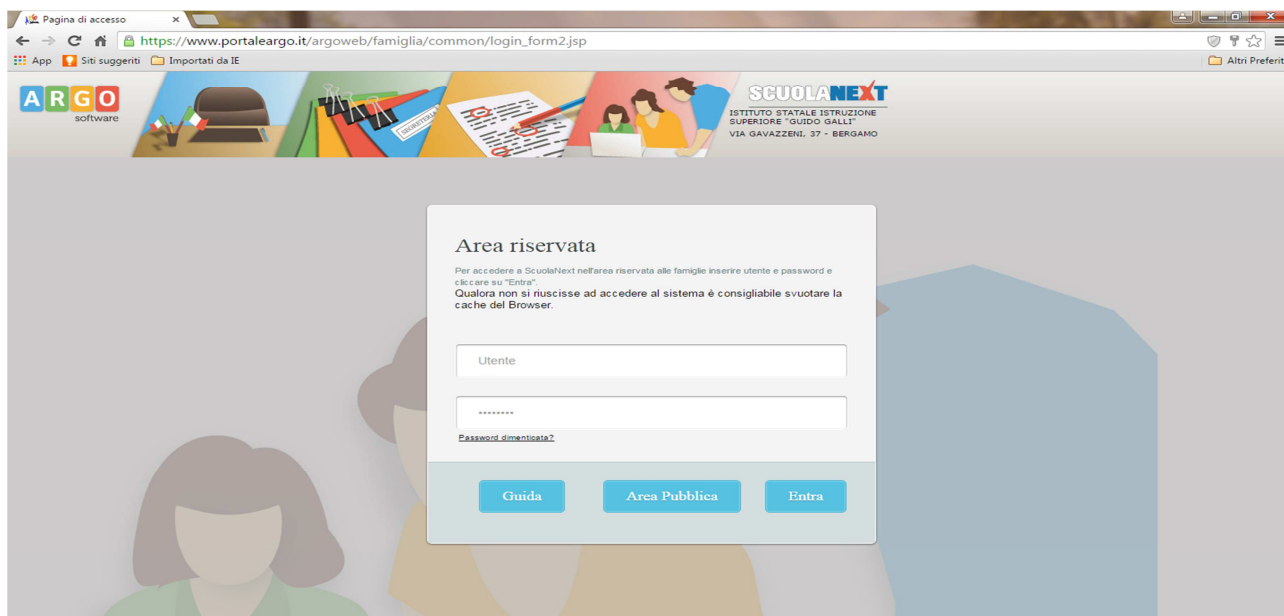 Pagina di accesso
https://www.portaleargo.it/argoweb/famiglia/common/login_form2.jsp
App Siti suggeriti Importati da IE Altri Preferit
ARGO
software
SEGRETERIA
SCUOLANEXT
ISTITUTO STATALE ISTRUZIONE
SUPERIORE "GUIDO GALLI"
VIA GAVAZZENI, 37 - BERGAMO
Area riservata
Per accedere a ScuolaNext nell'area riservata alle famiglie inserire utente e password e
cliccare su "Entra".
Qualora non si riuscisse ad accedere al sistema è consigliabile svuotare la
cache del Browser.
Utente
••••••••
Password dimenticata?
Guida Area Pubblica Entra